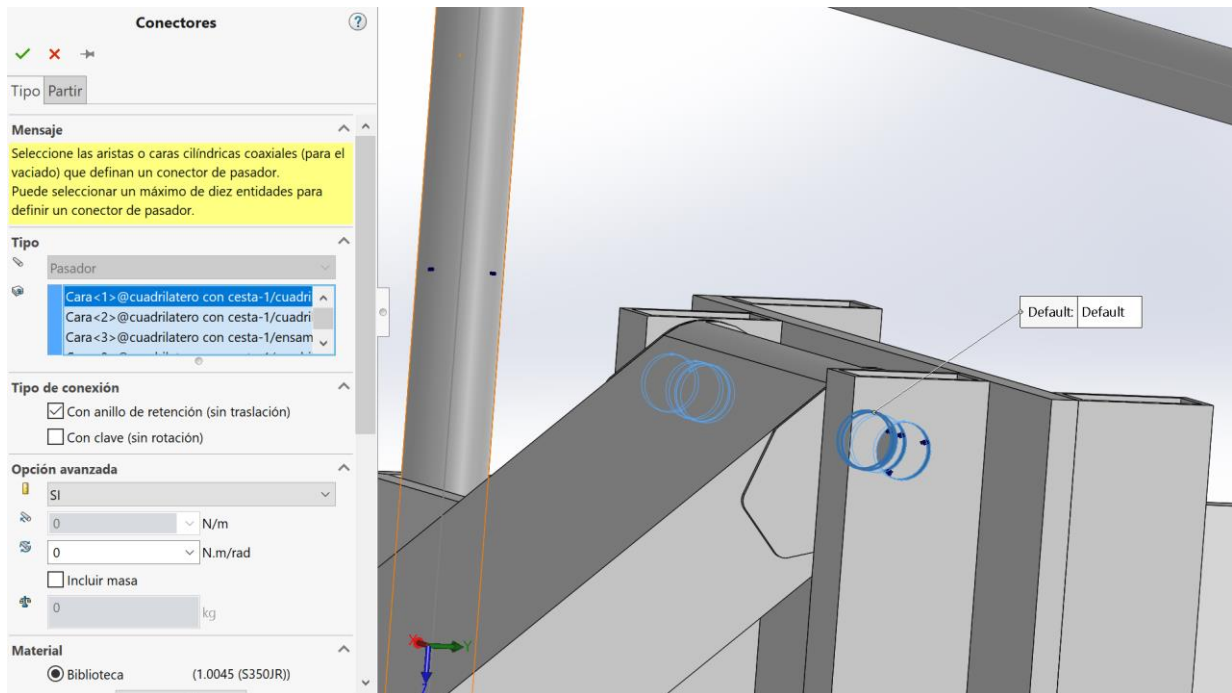 Conectores
Tipo Partir
Mensaje
Seleccione las aristas o caras cilíndricas coaxiales (para el
vaciado) que definan un conector de pasador.
Puede seleccionar un máximo de diez entidades para
definir un conector de pasador.
Tipo
Pasador
Cara<1>@cuadrilatero con cesta-1/cuadri
Cara<2>@cuadrilatero con cesta-1/cuadri
Cara<3>@cuadrilatero con cesta-1/ensam
Tipo de conexión
Con anillo de retención (sin traslación)
Con clave (sin rotación)
Opción avanzada
SI
0 N/m
0 N.m/rad
Incluir masa
0 kg
Material
Biblioteca (1.0045 (S350JR))
Default: Default
X Y